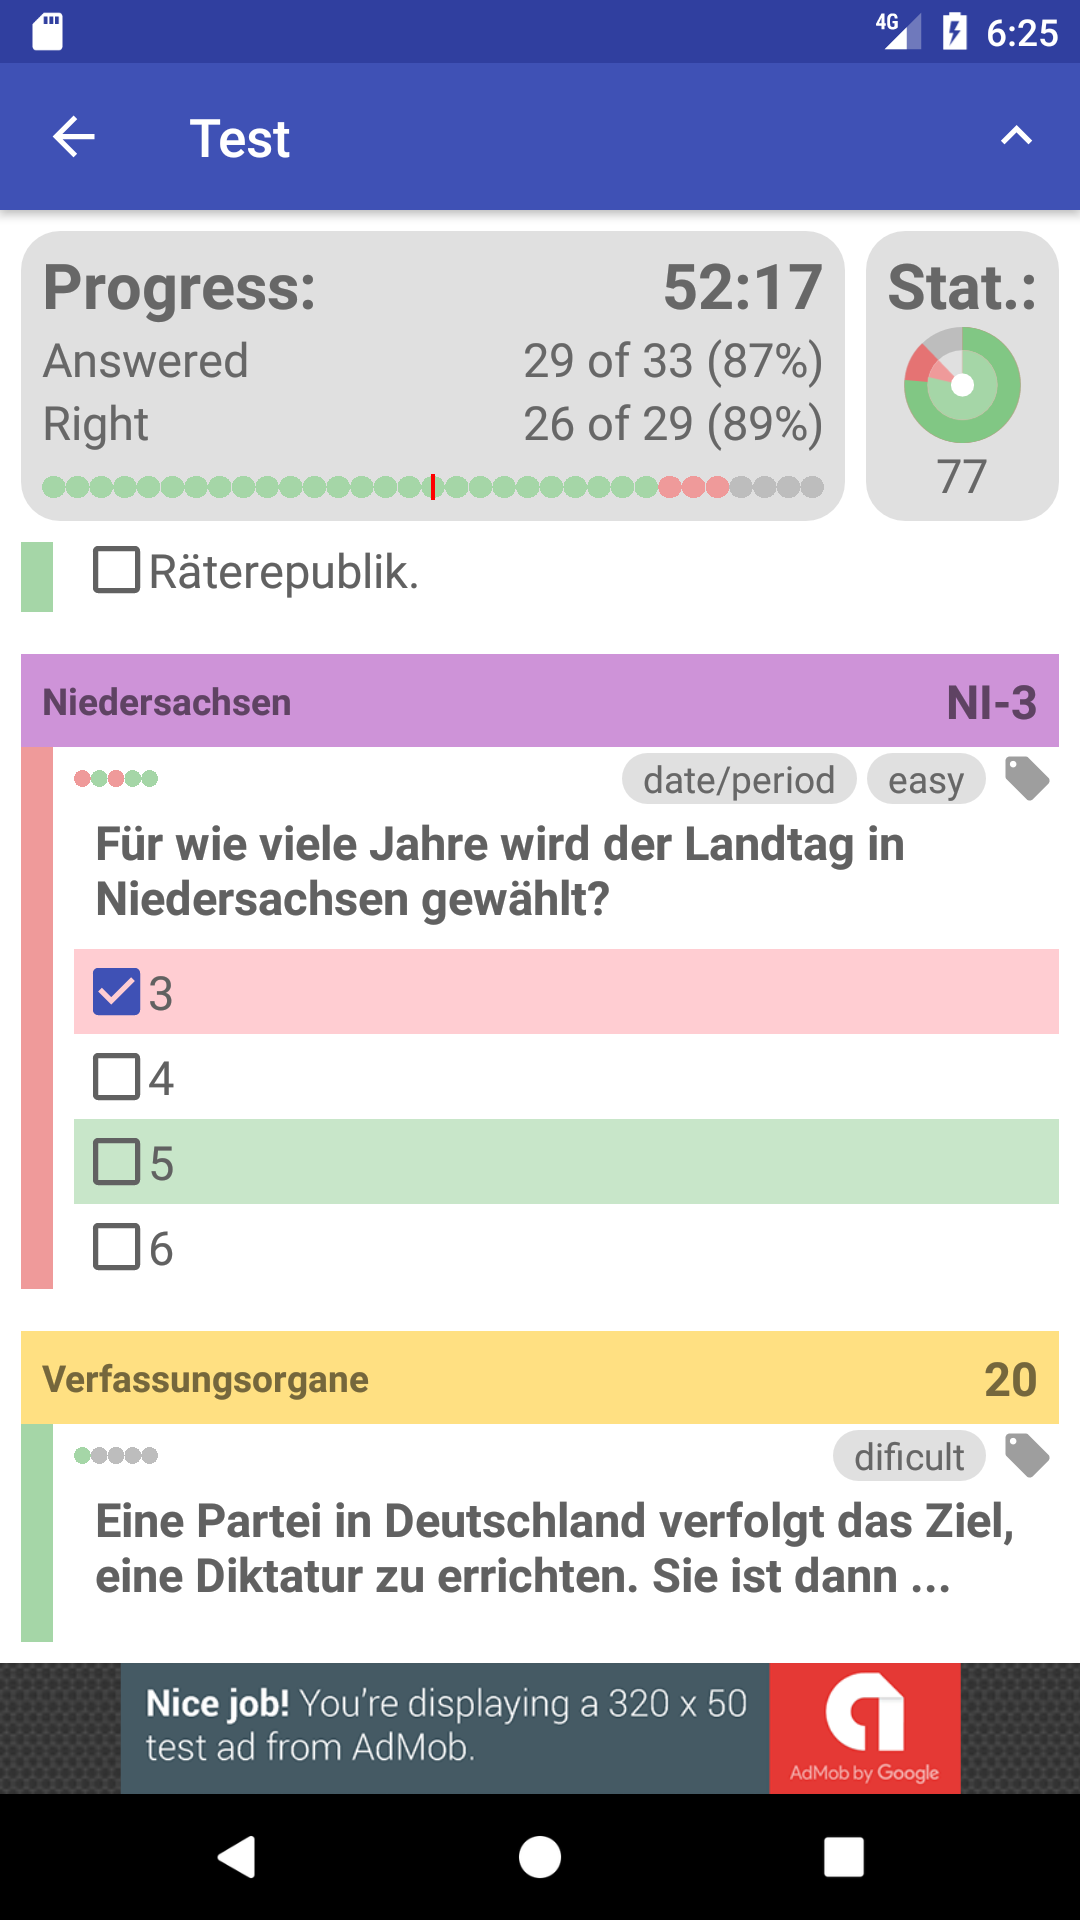 4G 6:25
Test
Progress: 52:17
Answered 29 of 33 (87%)
Right 26 of 29 (89%)
Stat.:
77
Räterepublik.
Niedersachsen NI-3
date/period easy
Für wie viele Jahre wird der Landtag in
Niedersachsen gewählt?
3
4
5
6
Verfassungsorgane 20
dificult
Eine Partei in Deutschland verfolgt das Ziel,
eine Diktatur zu errichten. Sie ist dann ...
Nice job! You're displaying a 320 x 50
test ad from AdMob.
AdMob by Google